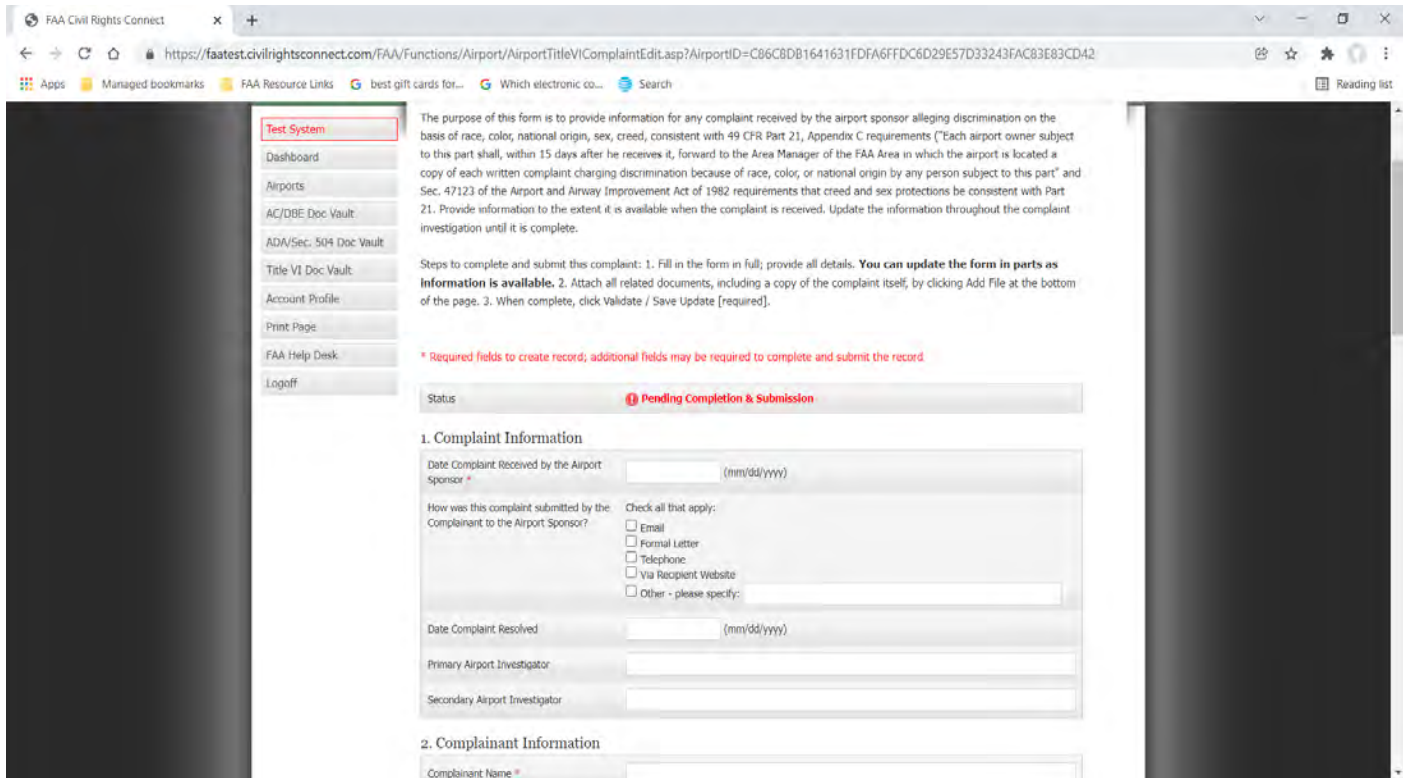 FAA Civil Rights Connect
https://faatest.civilrightsconnect.com/FAA/Functions/Airport/AirportTitleVIComplaintEdit.asp?AirportID=C86C8DB1641631FDFA6FFDC6D29E57D33243FAC83E83CD42
Apps Managed bookmarks FAA Resource Links best gift cards for... Which electronic co... Search Reading list
Test System
Dashboard
Airports
AC/DBE Doc Vault
ADA/Sec. 504 Doc Vault
Title VI Doc Vault
Account Profile
Print Page
FAA Help Desk
Logoff
The purpose of this form is to provide information for any complaint received by the airport sponsor alleging discrimination on the
basis of race, color, national origin, sex, creed, consistent with 49 CFR Part 21, Appendix C requirements ("Each airport owner subject
to this part shall, within 15 days after he receives it, forward to the Area Manager of the FAA Area in which the airport is located a
copy of each written complaint charging discrimination because of race, color, or national origin by any person subject to this part" and
Sec. 47123 of the Airport and Airway Improvement Act of 1982 requirements that creed and sex protections be consistent with Part
21. Provide information to the extent it is available when the complaint is received. Update the information throughout the complaint
investigation until it is complete.
Steps to complete and submit this complaint: 1. Fill in the form in full; provide all details. You can update the form in parts as
information is available. 2. Attach all related documents, including a copy of the complaint itself, by clicking Add File at the bottom
of the page. 3. When complete, click Validate / Save Update [required].
* Required fields to create record; additional fields may be required to complete and submit the record
Status Pending Completion & Submission
1. Complaint Information
Date Complaint Received by the Airport
Sponsor * (mm/dd/yyyy)
How was this complaint submitted by the
Complainant to the Airport Sponsor?
Check all that apply:
Email
Formal Letter
Telephone
Via Recipient Website
Other - please specify:
Date Complaint Resolved (mm/dd/yyyy)
Primary Airport Investigator
Secondary Airport Investigator
2. Complainant Information
Complainant Name *